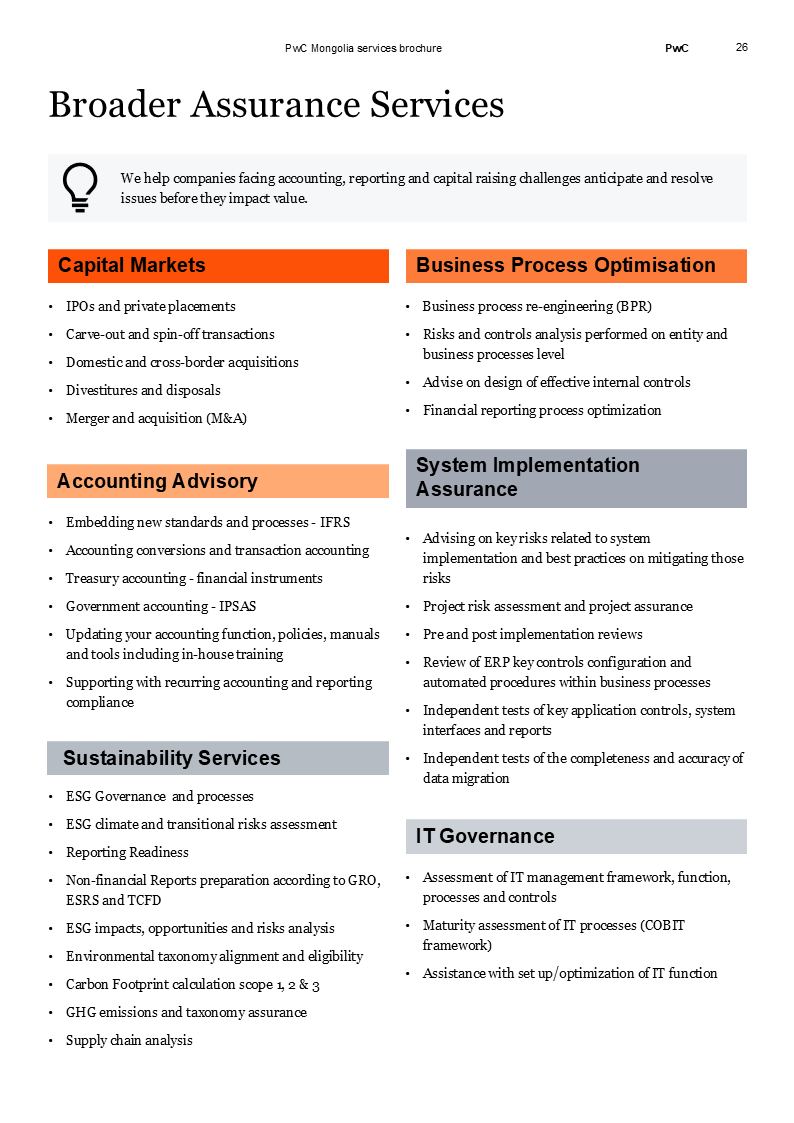 PwC Mongolia services brochure
PwC
26
Broader Assurance Services
We help companies facing accounting, reporting and capital raising challenges anticipate and resolve
issues before they impact value.
Capital Markets
• IPOs and private placements
• Carve-out and spin-off transactions
• Domestic and cross-border acquisitions
• Divestitures and disposals
• Merger and acquisition (M&A)
Accounting Advisory
• Embedding new standards and processes - IFRS
• Accounting conversions and transaction accounting
• Treasury accounting - financial instruments
• Government accounting - IPSAS
• Updating your accounting function, policies, manuals
and tools including in-house training
• Supporting with recurring accounting and reporting
compliance
Sustainability Services
• ESG Governance and processes
• ESG climate and transitional risks assessment
• Reporting Readiness
• Non-financial Reports preparation according to GRO,
ESRS and TCFD
• ESG impacts, opportunities and risks analysis
• Environmental taxonomy alignment and eligibility
• Carbon Footprint calculation scope 1, 2 & 3
• GHG emissions and taxonomy assurance
• Supply chain analysis
Business Process Optimisation
• Business process re-engineering (BPR)
• Risks and controls analysis performed on entity and
business processes level
• Advise on design of effective internal controls
• Financial reporting process optimization
System Implementation
Assurance
• Advising on key risks related to system
implementation and best practices on mitigating those
risks
• Project risk assessment and project assurance
• Pre and post implementation reviews
• Review of ERP key controls configuration and
automated procedures within business processes
• Independent tests of key application controls, system
interfaces and reports
• Independent tests of the completeness and accuracy of
data migration
IT Governance
• Assessment of IT management framework, function,
processes and controls
• Maturity assessment of IT processes (COBIT
framework)
• Assistance with set up/optimization of IT function